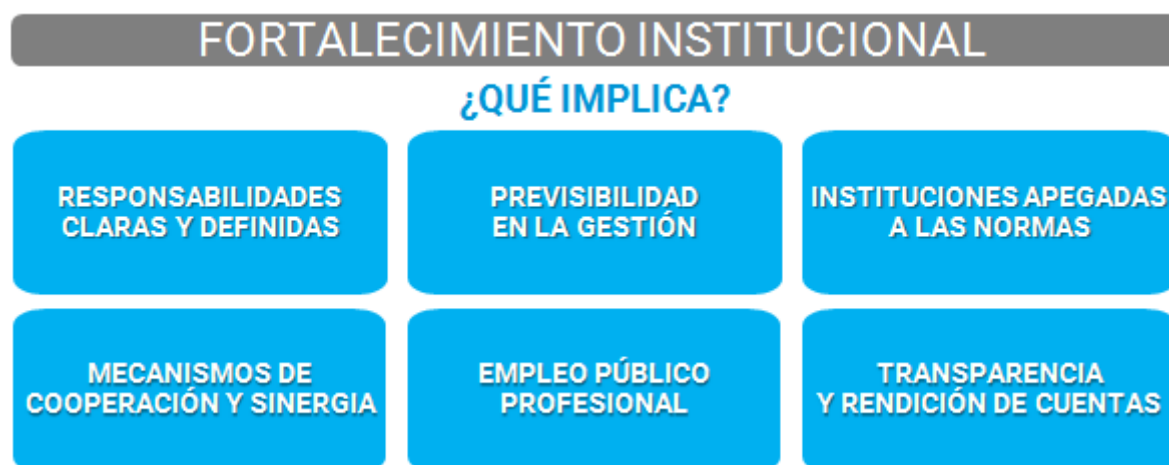 FORTALECIMIENTO INSTITUCIONAL
¿QUÉ IMPLICA?
RESPONSABILIDADES
CLARAS Y DEFINIDAS
PREVISIBILIDAD
EN LA GESTIÓN
INSTITUCIONES APEGADAS
A LAS NORMAS
MECANISMOS DE
COOPERACIÓN Y SINERGIA
EMPLEO PÚBLICO
PROFESIONAL
TRANSPARENCIA
Y RENDICIÓN DE CUENTAS